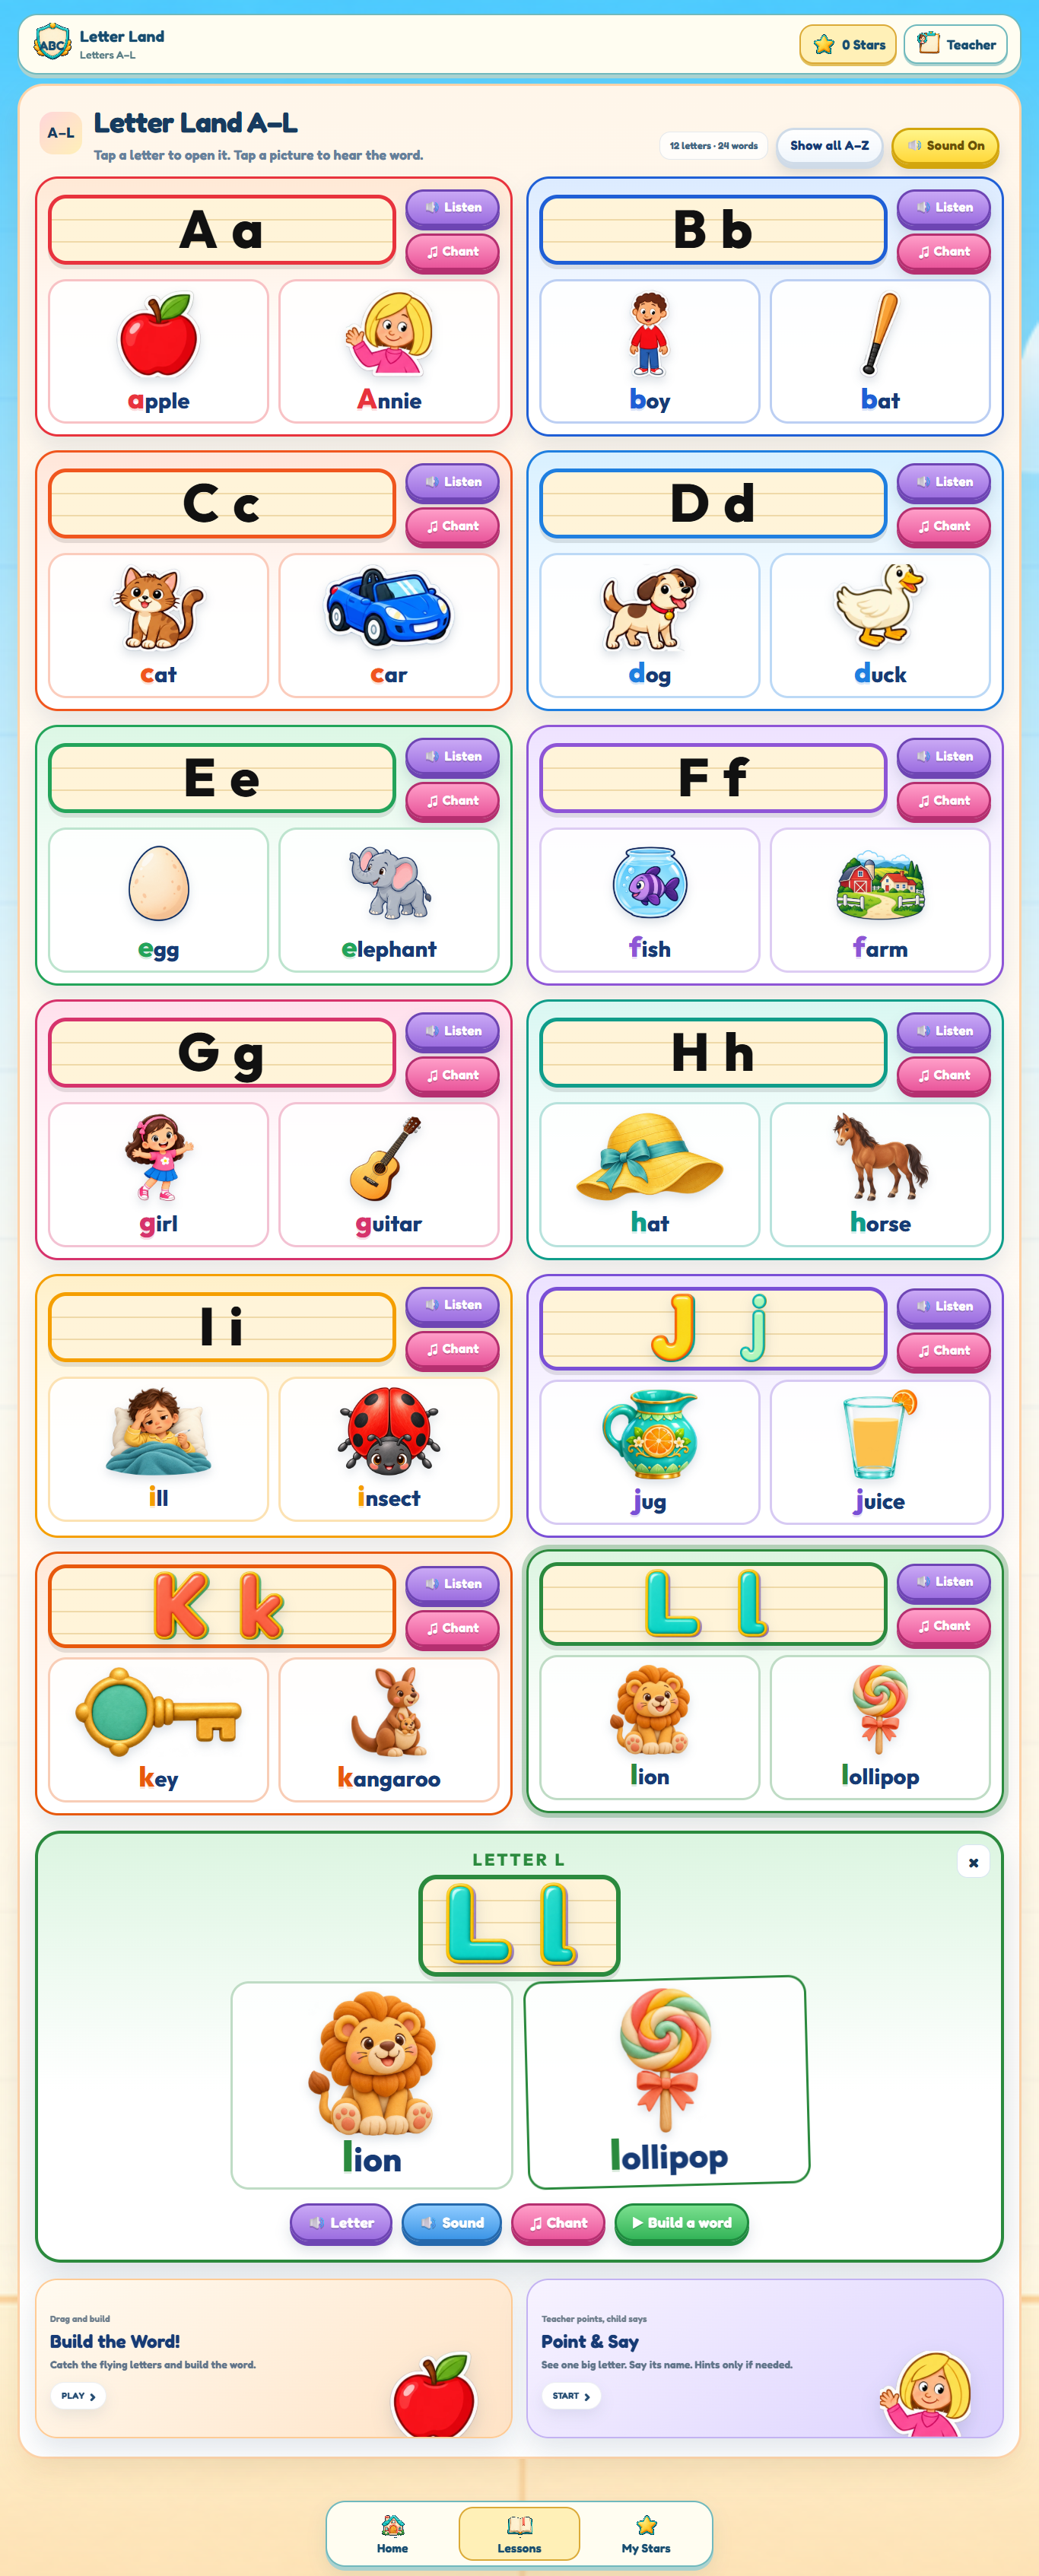 ABC
Letter Land
Letters A–L
0 Stars
Teacher
A–L
Letter Land A–L
Tap a letter to open it. Tap a picture to hear the word.
12 letters · 24 words
Show all A–Z
Sound On
A a
Listen
Chant
apple
Annie
B b
Listen
Chant
boy
bat
C c
Listen
Chant
cat
car
D d
Listen
Chant
dog
duck
E e
Listen
Chant
egg
elephant
F f
Listen
Chant
fish
farm
G g
Listen
Chant
girl
guitar
H h
Listen
Chant
hat
horse
I i
Listen
Chant
ill
insect
J j
Listen
Chant
jug
juice
K k
Listen
Chant
key
kangaroo
L l
Listen
Chant
lion
lollipop
LETTER L
L l
lion
lollipop
Letter
Sound
Chant
Build a word
Drag and build
Build the Word!
Catch the flying letters and build the word.
PLAY
Teacher points, child says
Point & Say
See one big letter. Say its name. Hints only if needed.
START
Home
Lessons
My Stars